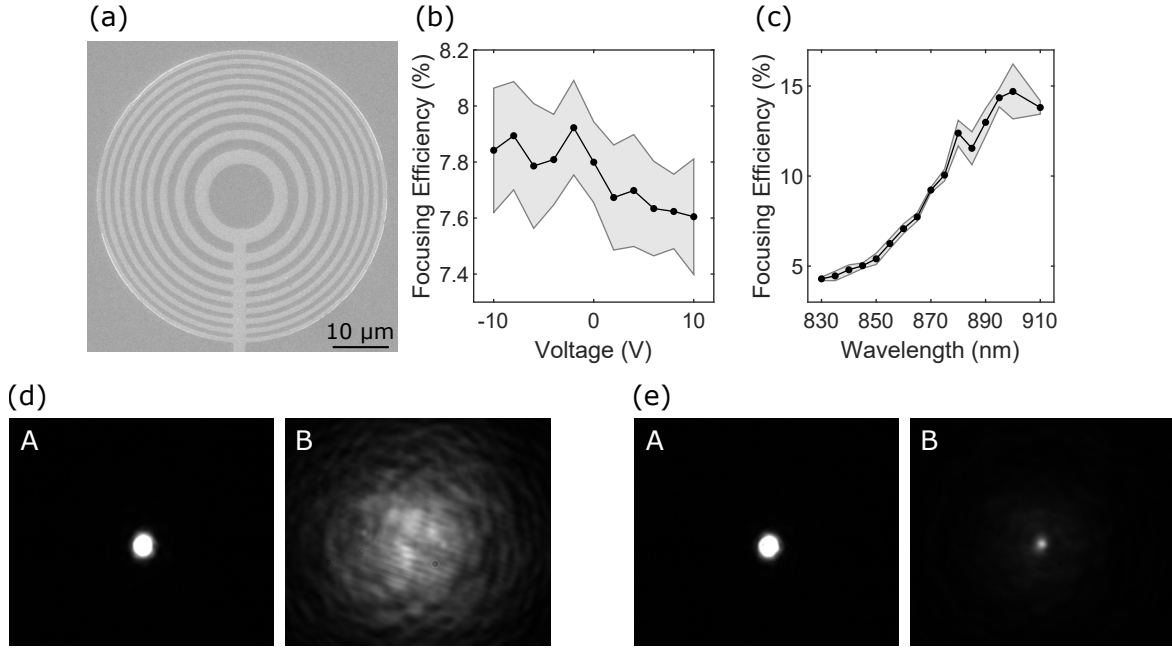 (a)
10 μm
(b)
Focusing Efficiency (%)
8.2
8
7.8
7.6
7.4
-10
0
10
Voltage (V)
(c)
Focusing Efficiency (%)
15
10
5
830
850
870
890
910
Wavelength (nm)
(d)
A
B
(e)
A
B